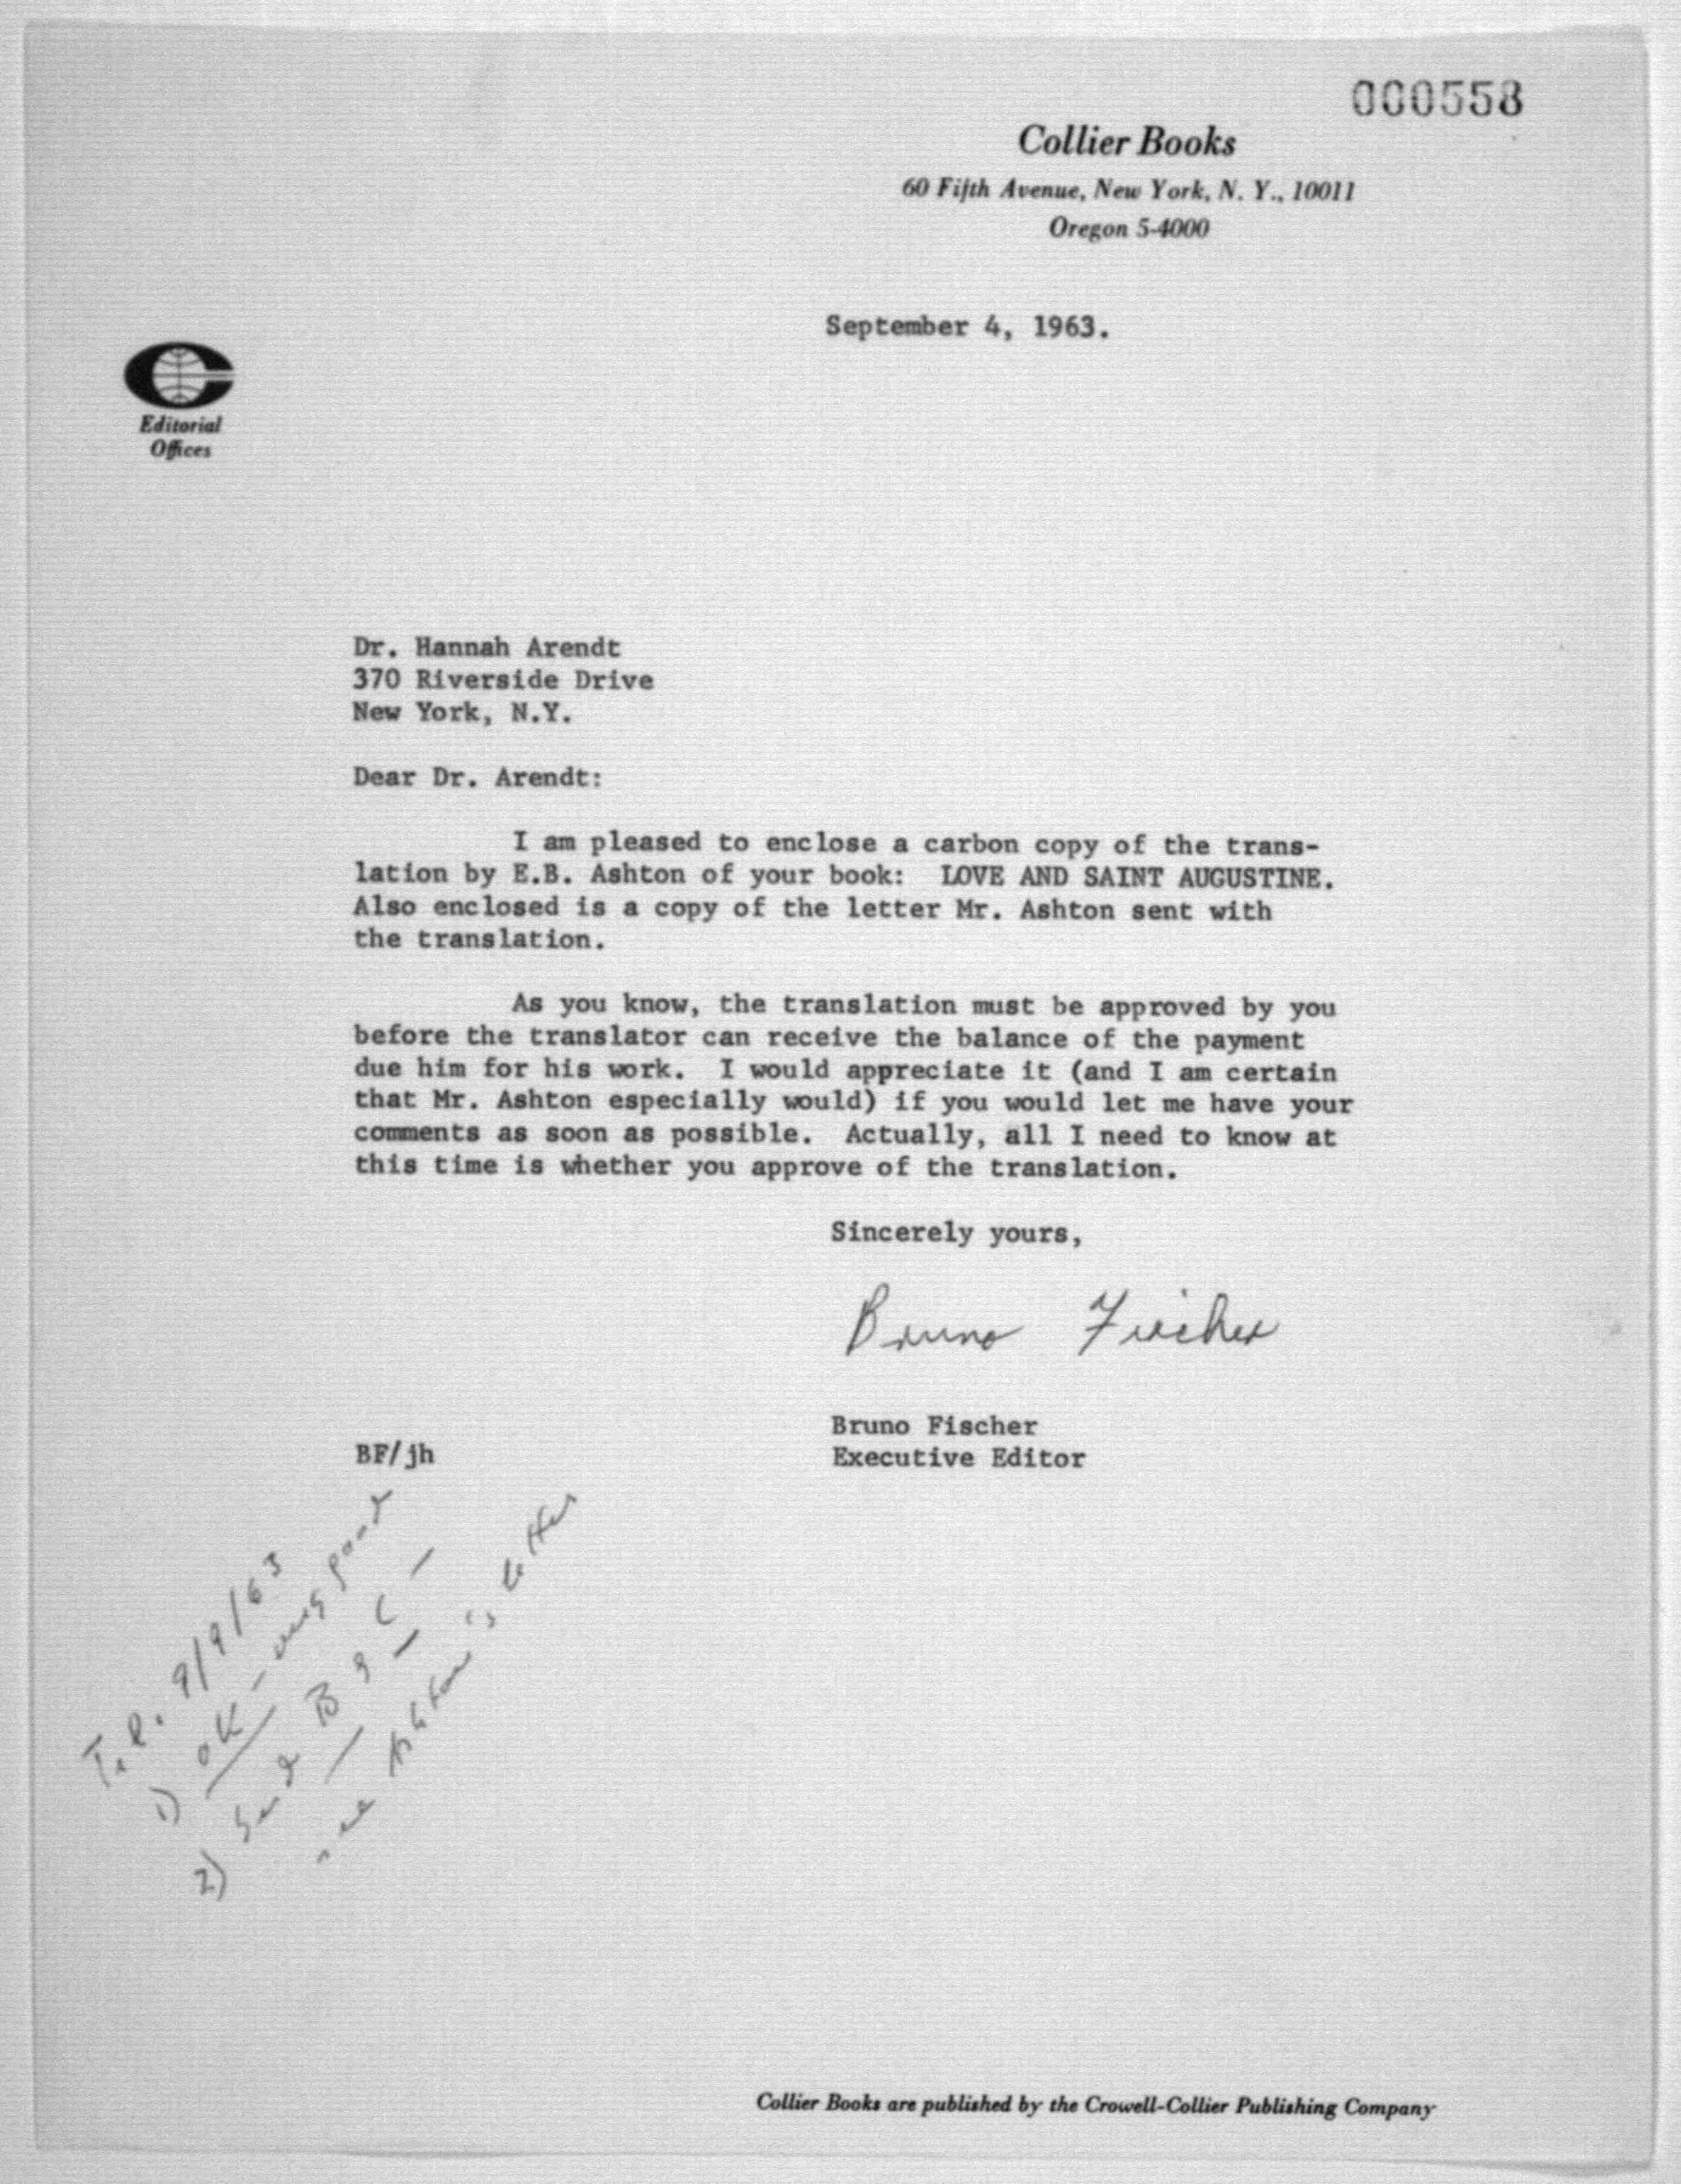 000558
Collier Books
60 Fifth Avenue, New York, N. Y., 10011
Oregon 5-4000
September 4, 1963.
Editorial
Offices
Dr. Hannah Arendt
370 Riverside Drive
New York, N.Y.
Dear Dr. Arendt:
I am pleased to enclose a carbon copy of the trans-
lation by E.B. Ashton of your book: LOVE AND SAINT AUGUSTINE.
Also enclosed is a copy of the letter Mr. Ashton sent with
the translation.
As you know, the translation must be approved by you
before the translator can receive the balance of the payment
due him for his work. I would appreciate it (and I am certain
that Mr. Ashton especially would) if you would let me have your
comments as soon as possible. Actually, all I need to know at
this time is whether you approve of the translation.
Sincerely yours,
Bruno Fischer
Bruno Fischer
Executive Editor
BF/jh
9/9/63
1) OK - very good
2) Send B & C -
Ashton's letter
Collier Books are published by the Crowell-Collier Publishing Company